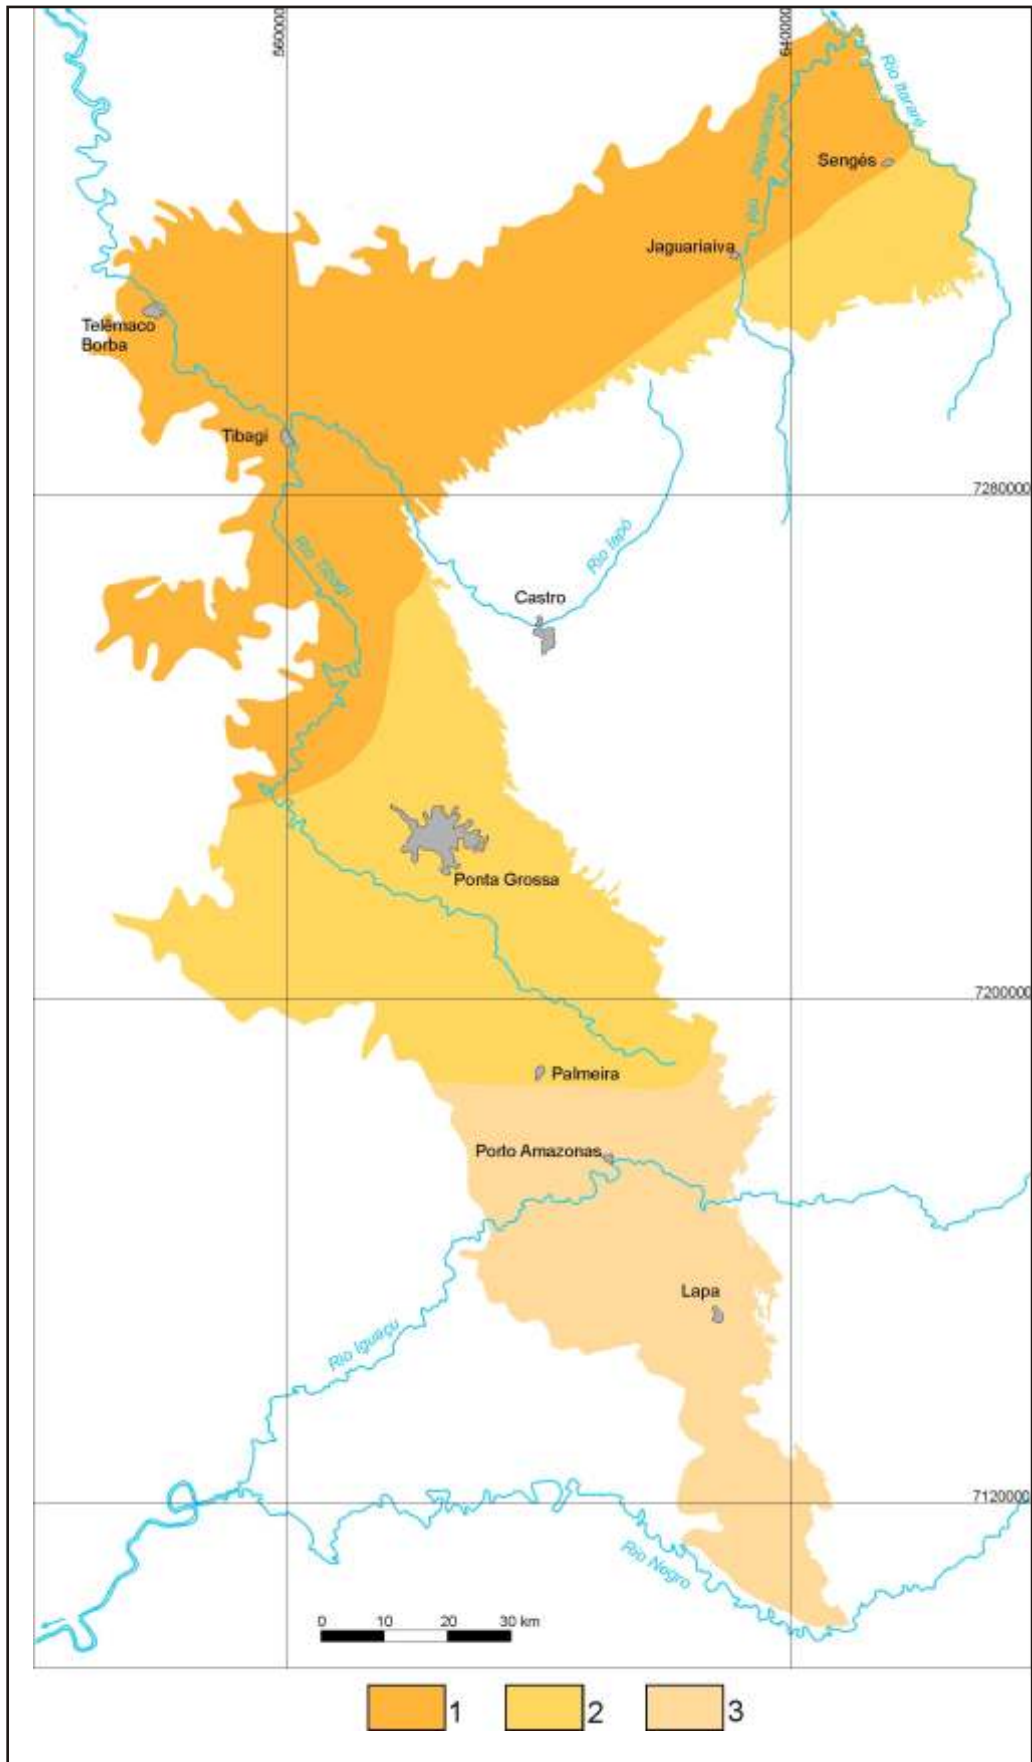 560000
640000
Rio Itararé
Rio Jaguariaíva
Sengés
Jaguariaiva
Telêmaco
Borba
Tibagi
7280000
Rio Tibagi
Rio Iapó
Castro
Ponta Grossa
7200000
Palmeira
Porto Amazonas
Lapa
Rio Iguaçu
7120000
Rio Negro
0 10 20 30 km
1 2 3